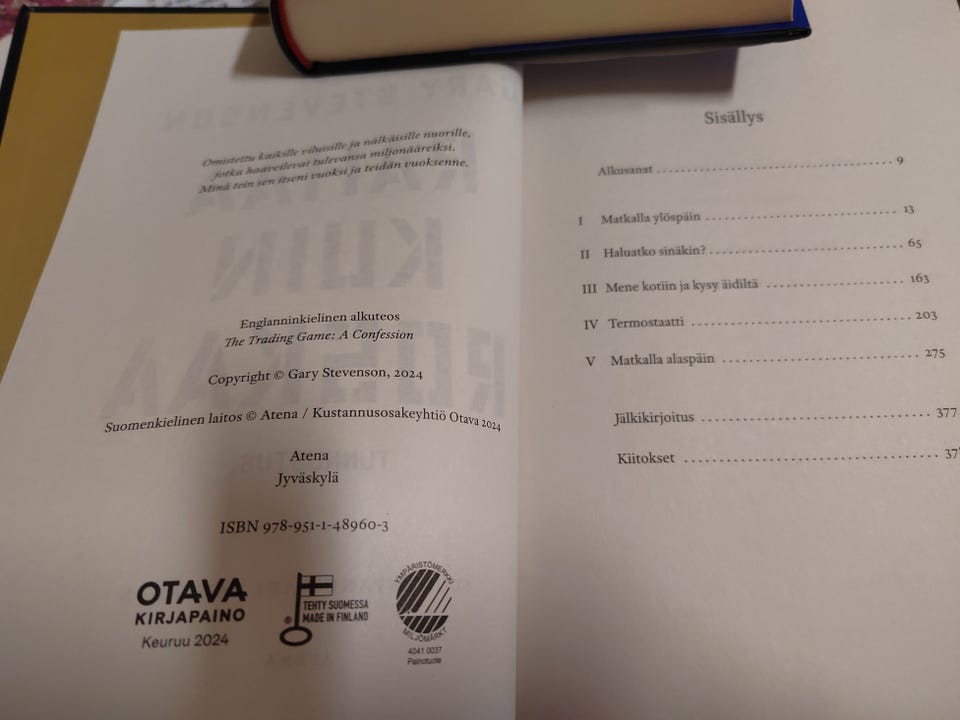 Omistettu kaikille vihaisille ja nälkäisille nuorille,
jotka haaveilevat tulevansa miljonääreiksi.
Minä tein sen itseni vuoksi ja teidän vuoksenne.
Englanninkielinen alkuteos
The Trading Game: A Confession
Copyright © Gary Stevenson, 2024
Suomenkielinen laitos © Atena / Kustannusosakeyhtiö Otava 2024
Atena
Jyväskylä
ISBN 978-951-1-48960-3
OTAVA
KIRJAPAINO
Keuruu 2024
TEHTY SUOMESSA
® MADE IN FINLAND
YMPÄRISTÖMERKKI
MILJÖMÄRKT
4041 0037
Painotuote
Sisällys
Alkusanat ........................................ 9
I Matkalla ylöspäin ........................................ 13
II Haluatko sinäkin? ........................................ 65
III Mene kotiin ja kysy äidiltä ........................................ 163
IV Termostaatti ........................................ 203
V Matkalla alaspäin ........................................ 275
Jälkikirjoitus ........................................ 377
Kiitokset ........................................